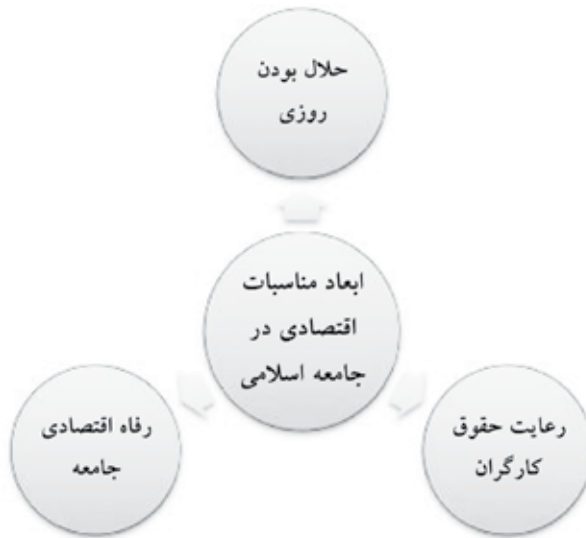 حلال بودن
روزی
ابعاد مناسبات
اقتصادی در
جامعه اسلامی
رعایت حقوق
کارگران
رفاه اقتصادی
جامعه